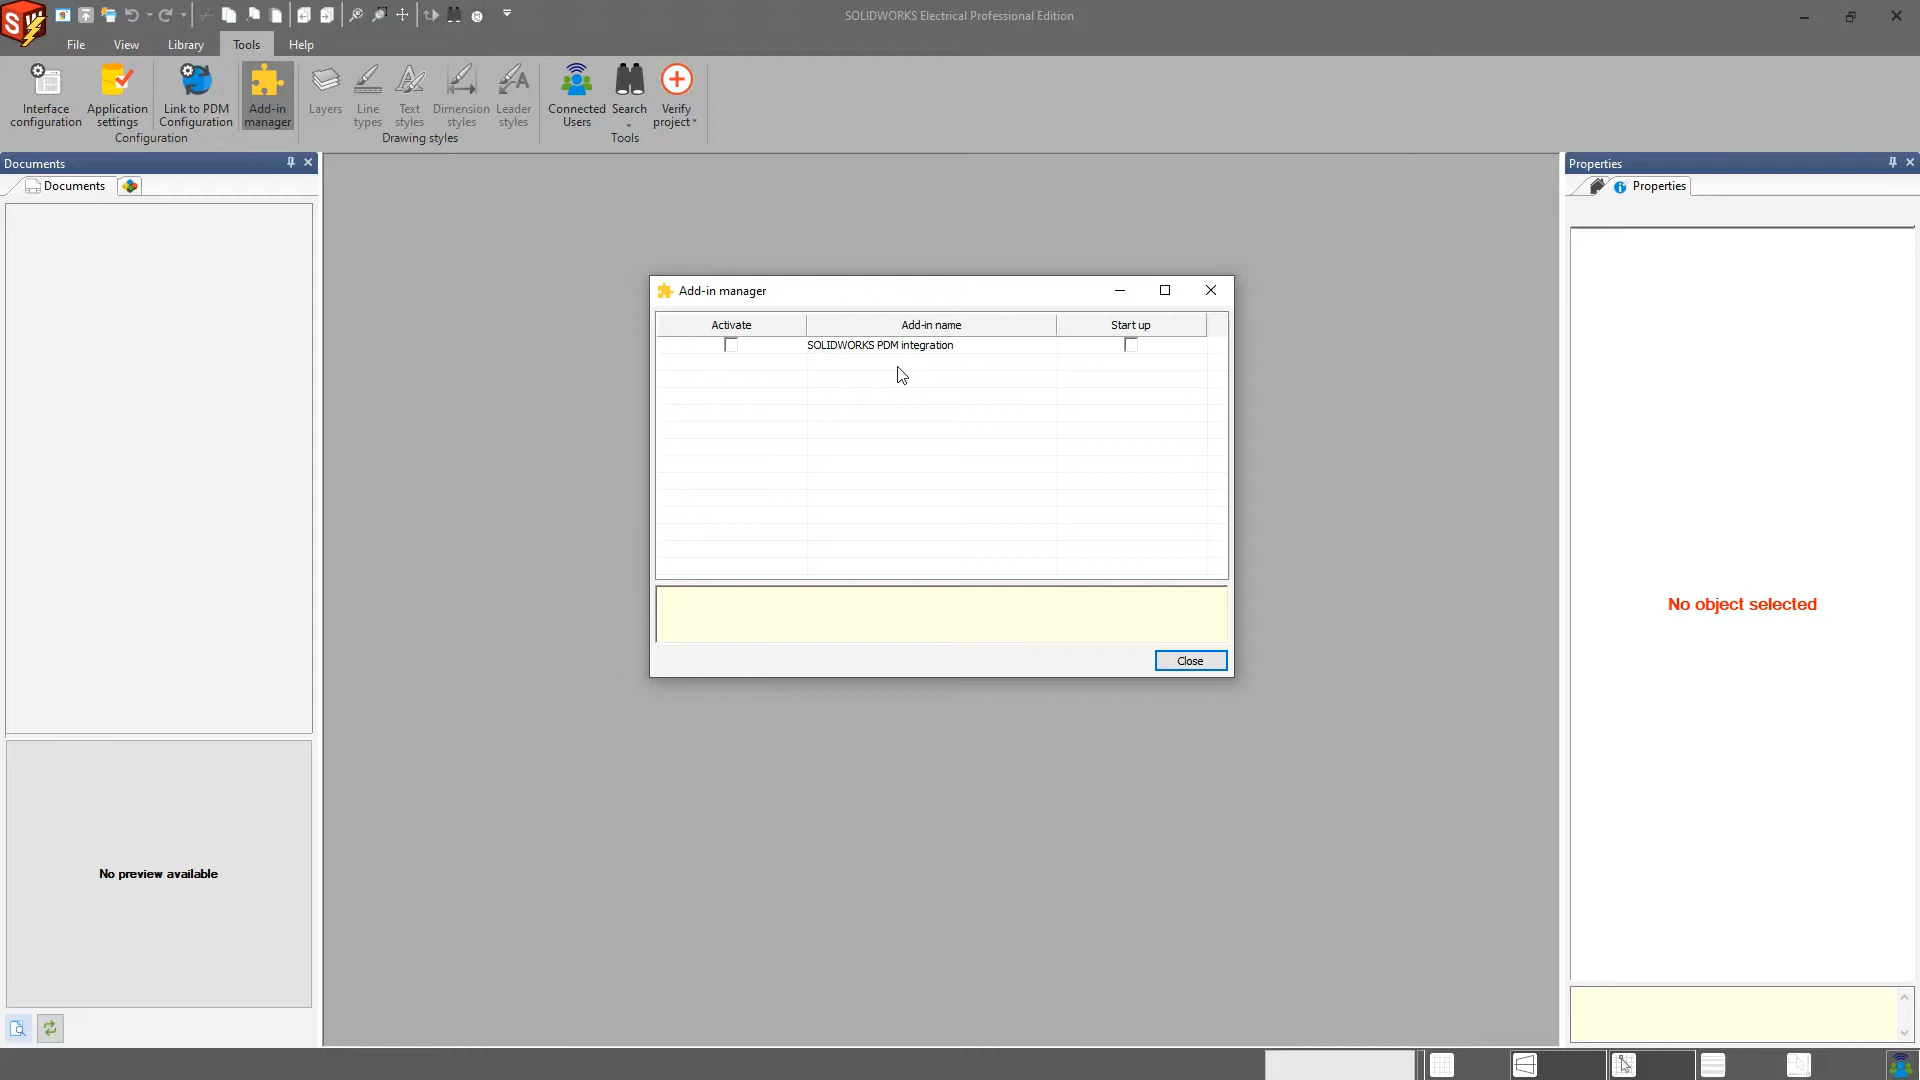 SOLIDWORKS Electrical Professional Edition
File View Library Tools Help
Interface configuration
Application settings
Link to PDM Configuration
Add-in manager
Layers
Line types
Text styles
Dimension styles
Leader styles
Connected Users
Search
Verify project
Configuration
Drawing styles
Tools
Documents
Documents
Properties
Properties
Add-in manager
Activate Add-in name Start up
SOLIDWORKS PDM integration
Close
No object selected
No preview available